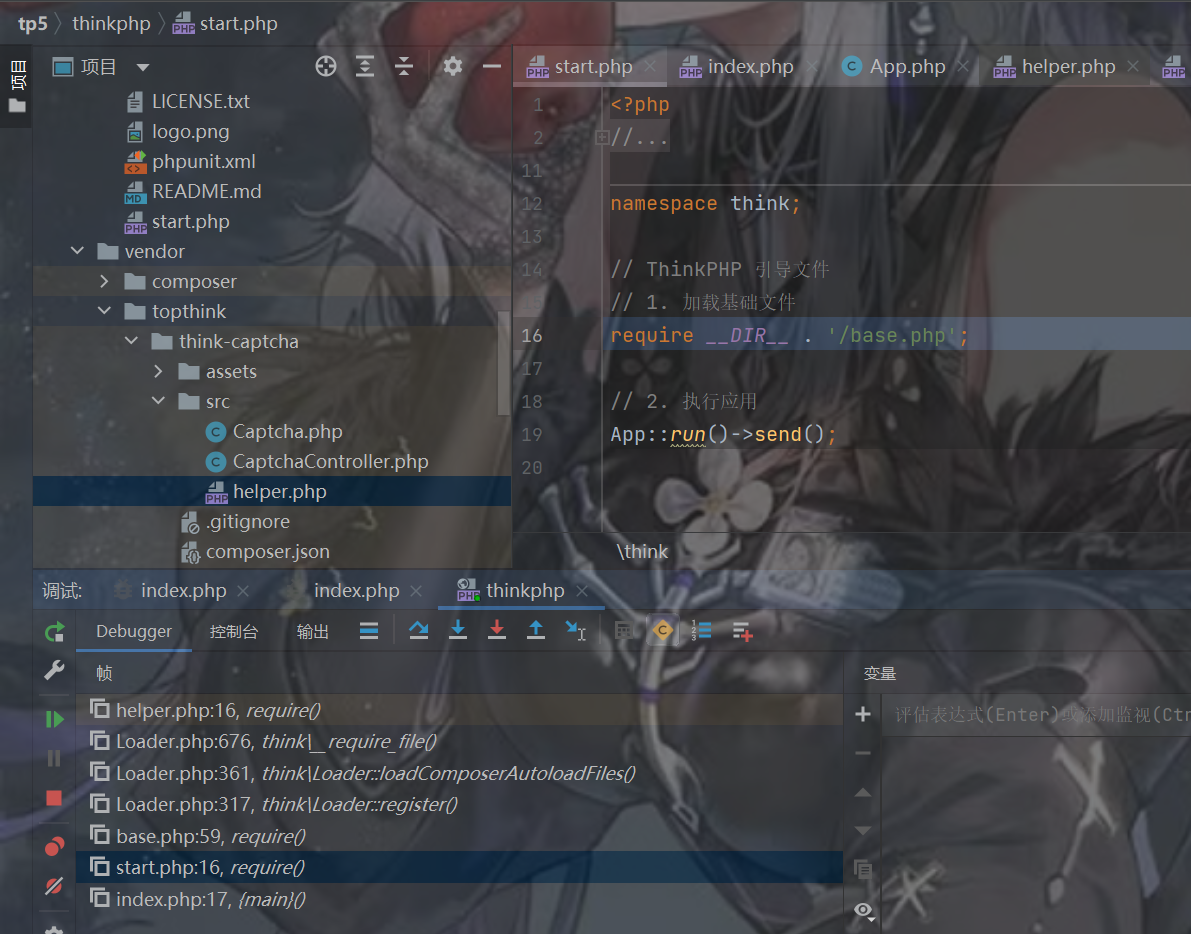 tp5 thinkphp start.php
项目
项目
LICENSE.txt
logo.png
phpunit.xml
README.md
start.php
vendor
composer
topthink
think-captcha
assets
src
Captcha.php
CaptchaController.php
helper.php
.gitignore
composer.json
start.php index.php App.php helper.php
1 <?php
2 //...
11
12 namespace think;
13
14 // ThinkPHP 引导文件
// 1. 加载基础文件
16 require __DIR__ . '/base.php';
17
18 // 2. 执行应用
19 App::run()->send();
20
\think
调试: index.php index.php thinkphp
Debugger 控制台 输出
帧
helper.php:16, require()
Loader.php:676, think\__require_file()
Loader.php:361, think\Loader::loadComposerAutoloadFiles()
Loader.php:317, think\Loader::register()
base.php:59, require()
start.php:16, require()
index.php:17, {main}()
变量
评估表达式(Enter)或添加监视(Ctr